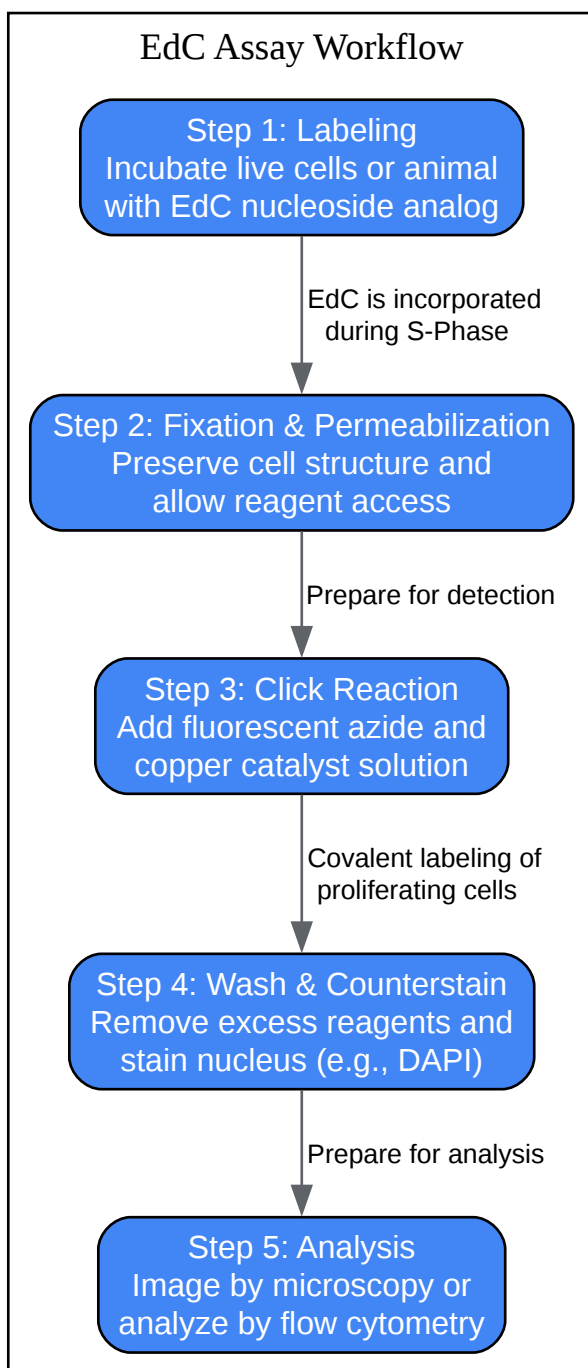 EdC Assay Workflow
Step 1: Labeling
Incubate live cells or animal
with EdC nucleoside analog
EdC is incorporated
during S-Phase
Step 2: Fixation & Permeabilization
Preserve cell structure and
allow reagent access
Prepare for detection
Step 3: Click Reaction
Add fluorescent azide and
copper catalyst solution
Covalent labeling of
proliferating cells
Step 4: Wash & Counterstain
Remove excess reagents and
stain nucleus (e.g., DAPI)
Prepare for analysis
Step 5: Analysis
Image by microscopy or
analyze by flow cytometry